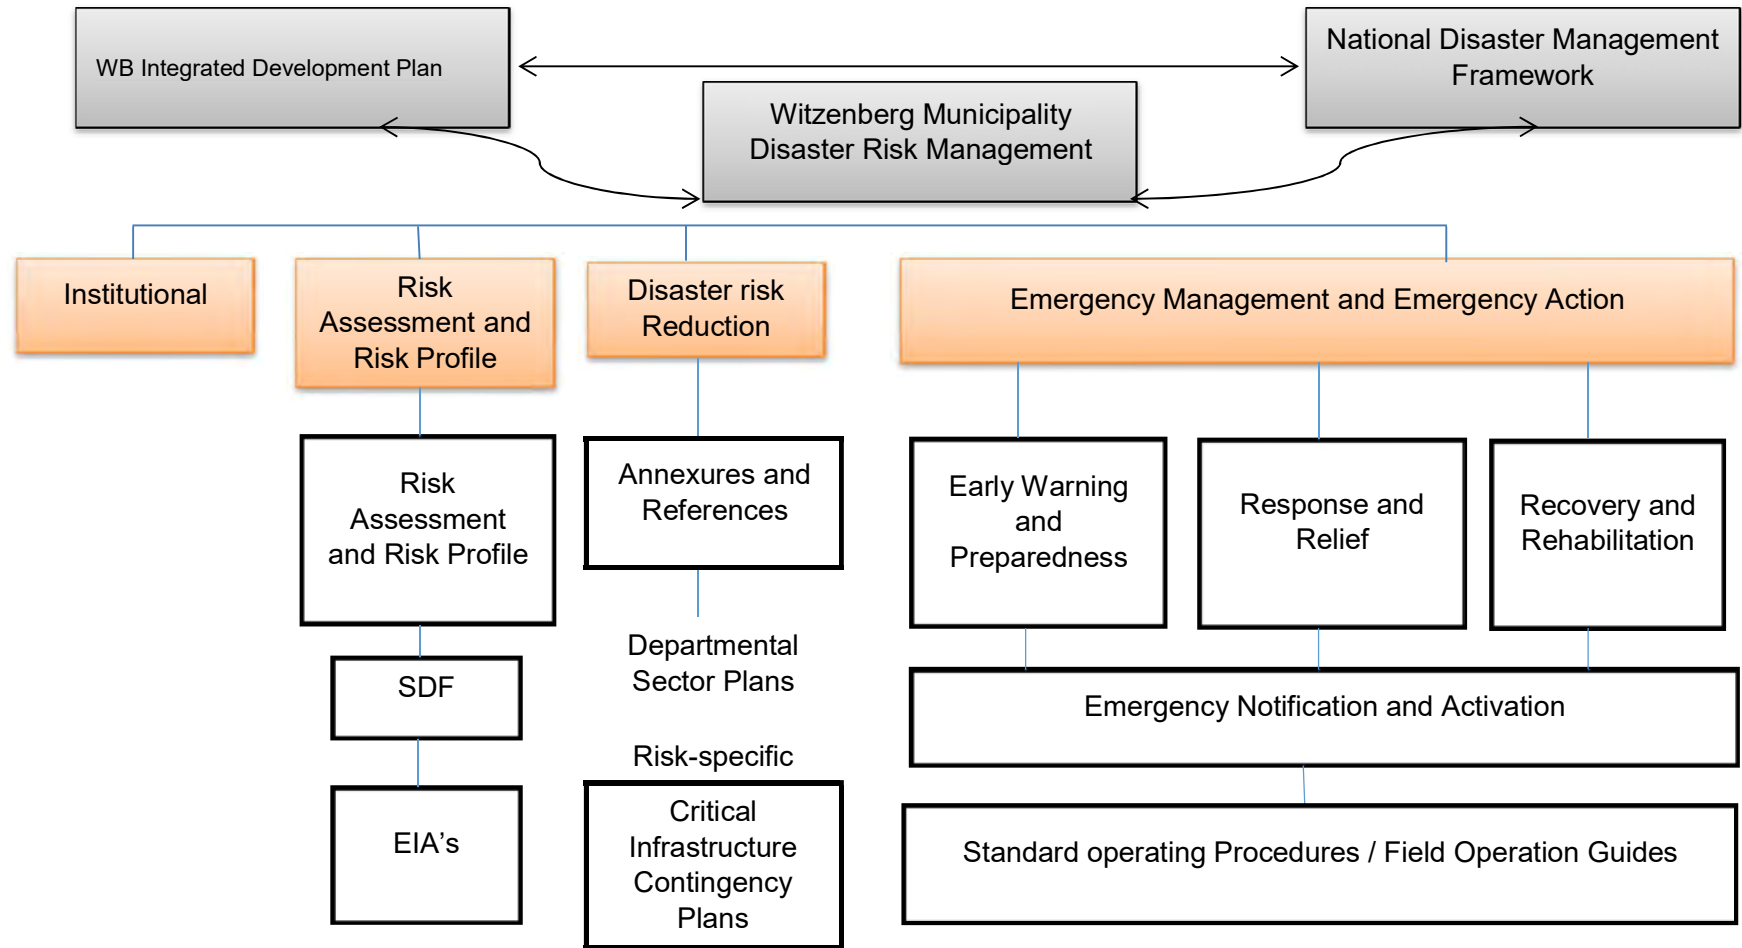 WB Integrated Development Plan
National Disaster Management
Framework
Witzenberg Municipality
Disaster Risk Management
Institutional
Risk
Assessment and
Risk Profile
Disaster risk
Reduction
Emergency Management and Emergency Action
Risk
Assessment
and Risk Profile
Annexures and
References
Early Warning
and
Preparedness
Response and
Relief
Recovery and
Rehabilitation
SDF
Departmental
Sector Plans
Emergency Notification and Activation
Risk-specific
EIA’s
Critical
Infrastructure
Contingency
Plans
Standard operating Procedures / Field Operation Guides